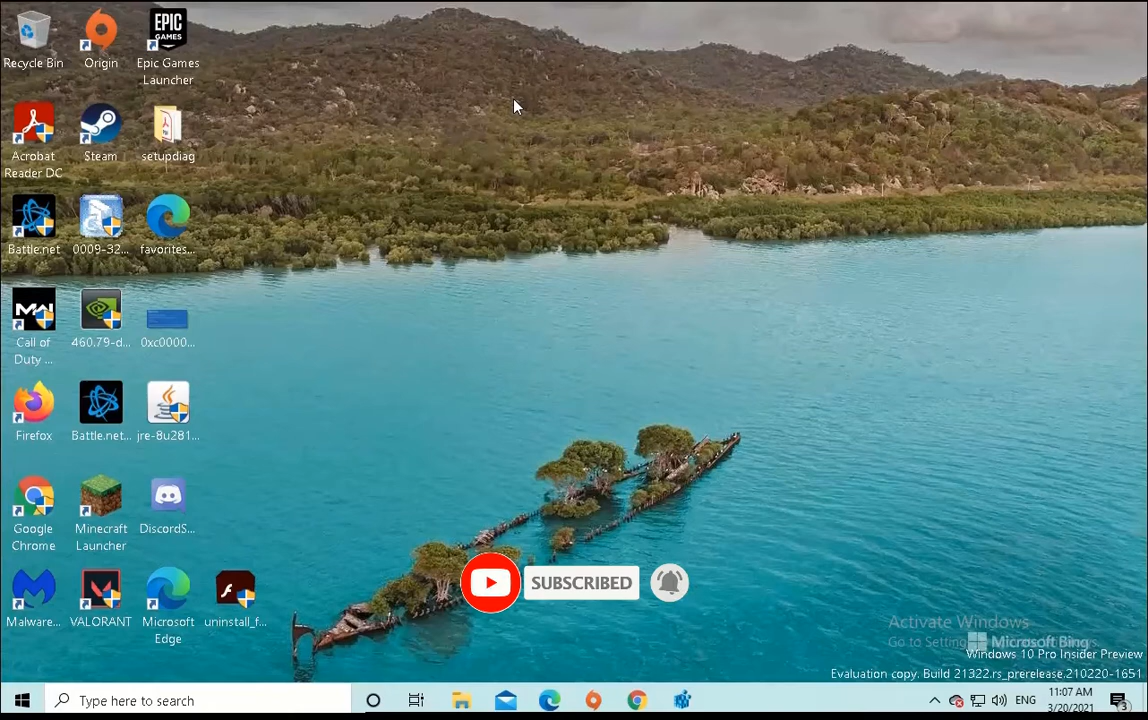 Recycle Bin
Origin
EPIC
GAMES
Epic Games
Launcher
Acrobat
Reader DC
Steam
setupdiag
Battle.net
0009-32...
favorites...
Call of
Duty ...
460.79-d...
0xc0000...
Firefox
Battle.net...
jre-8u281...
Google
Chrome
Minecraft
Launcher
DiscordS...
Malware...
VALORANT
Microsoft
Edge
uninstall_f...
SUBSCRIBED
Activate Windows
Go to Setting
Microsoft Bing
Windows 10 Pro Insider Preview
Evaluation copy. Build 21322.rs_prerelease.210220-1651
Type here to search
ENG
11:07 AM
3/20/2021
3